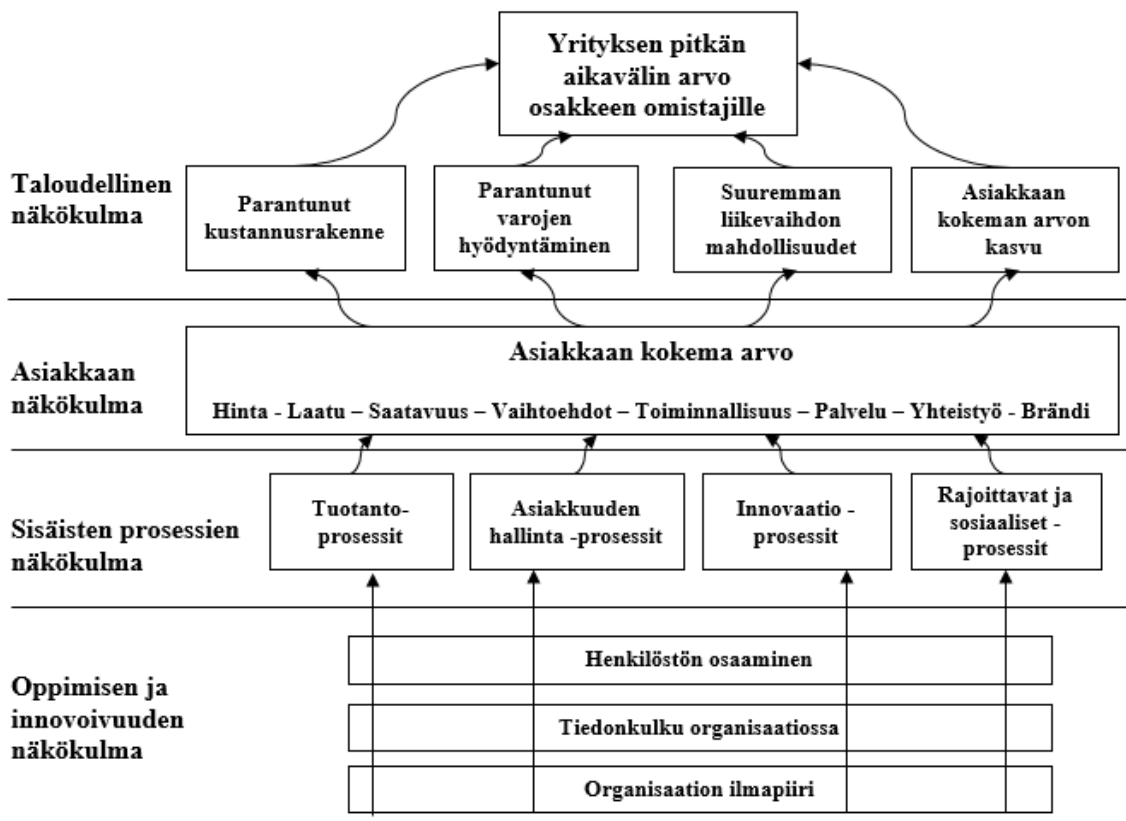 Yrityksen pitkän
aikavälin arvo
osakkeen omistajille
Taloudellinen
näkökulma
Parantunut
kustannusrakenne
Parantunut
varojen
hyödyntäminen
Suuremman
liikevaihdon
mahdollisuudet
Asiakkaan
kokeman arvon
kasvu
Asiakkaan
näkökulma
Asiakkaan kokema arvo
Hinta - Laatu – Saatavuus – Vaihtoehdot – Toiminnallisuus – Palvelu – Yhteistyö - Brändi
Sisäisten prosessien
näkökulma
Tuotanto-
prosessit
Asiakkuuden
hallinta -prosessit
Innovaatio -
prosessit
Rajoittavat ja
sosiaaliset -
prosessit
Oppimisen ja
innovoivuuden
näkökulma
Henkilöstön osaaminen
Tiedonkulku organisaatiossa
Organisaation ilmapiiri